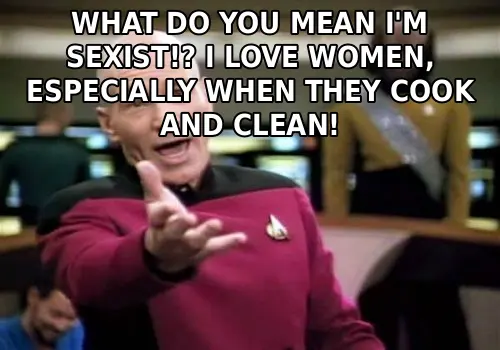 WHAT DO YOU MEAN I'M
SEXIST!? I LOVE WOMEN,
ESPECIALLY WHEN THEY COOK
AND CLEAN!